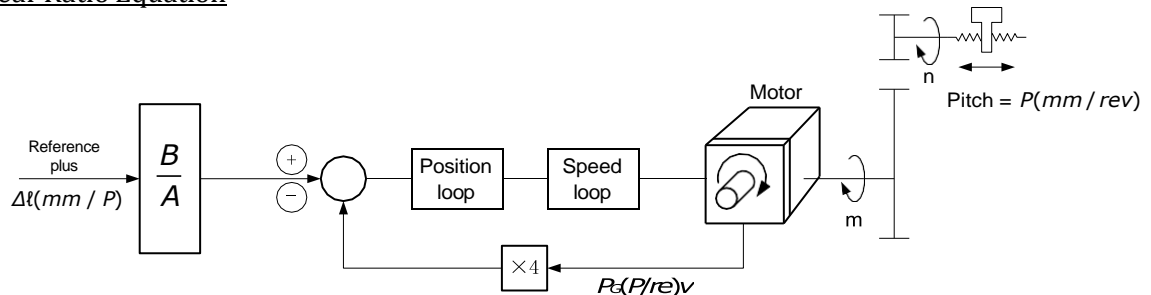 ear Ratio Equation
n
Pitch = P(mm/rev)
Motor
Reference
plus
Δℓ(mm / P)
B
A
+
−
Position
loop
Speed
loop
m
×4
PG(P/re)v